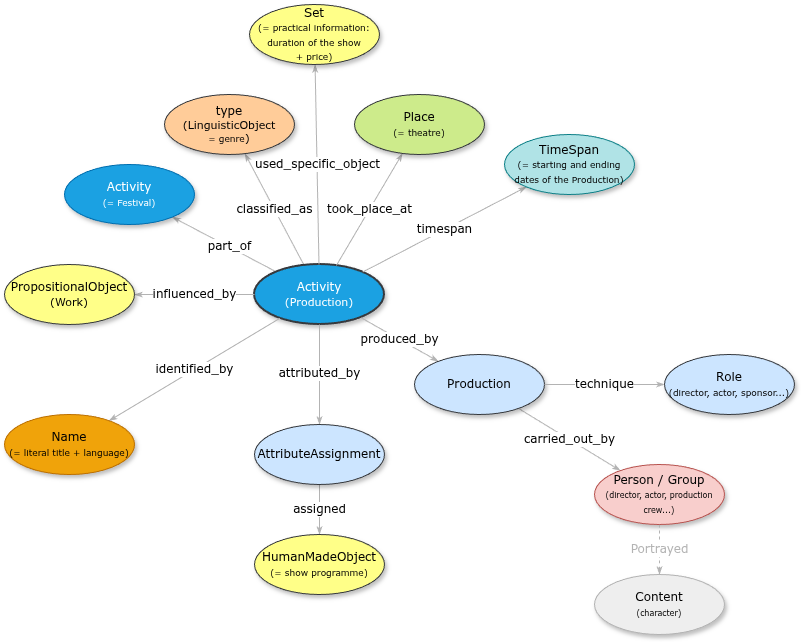 Set
(= practical information:
duration of the show
+ price)
type
(LinguisticObject
= genre)
Place
(= theatre)
TimeSpan
(= starting and ending
dates of the Production)
used_specific_object
Activity
(= Festival)
classified_as
took_place_at
timespan
part_of
PropositionalObject
(Work)
influenced_by
Activity
(Production)
produced_by
identified_by
attributed_by
Production
technique
Role
(director, actor, sponsor...)
Name
(= literal title + language)
carried_out_by
AttributeAssignment
Person / Group
(director, actor, production
crew...)
assigned
HumanMadeObject
(= show programme)
Portrayed
Content
(character)